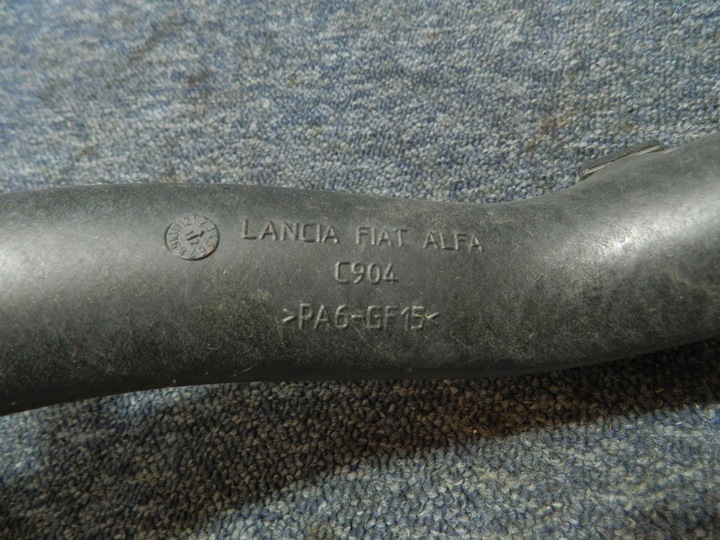 LANCIA FIAT ALFA
C904
>PA6-GF15<